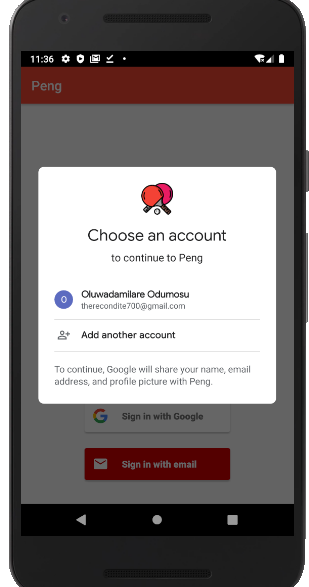 11:36
Peng
Choose an account
to continue to Peng
O
Oluwadamilare Odumosu
therecondite700@gmail.com
Add another account
To continue, Google will share your name, email
address, and profile picture with Peng.
G
Sign in with Google
Sign in with email